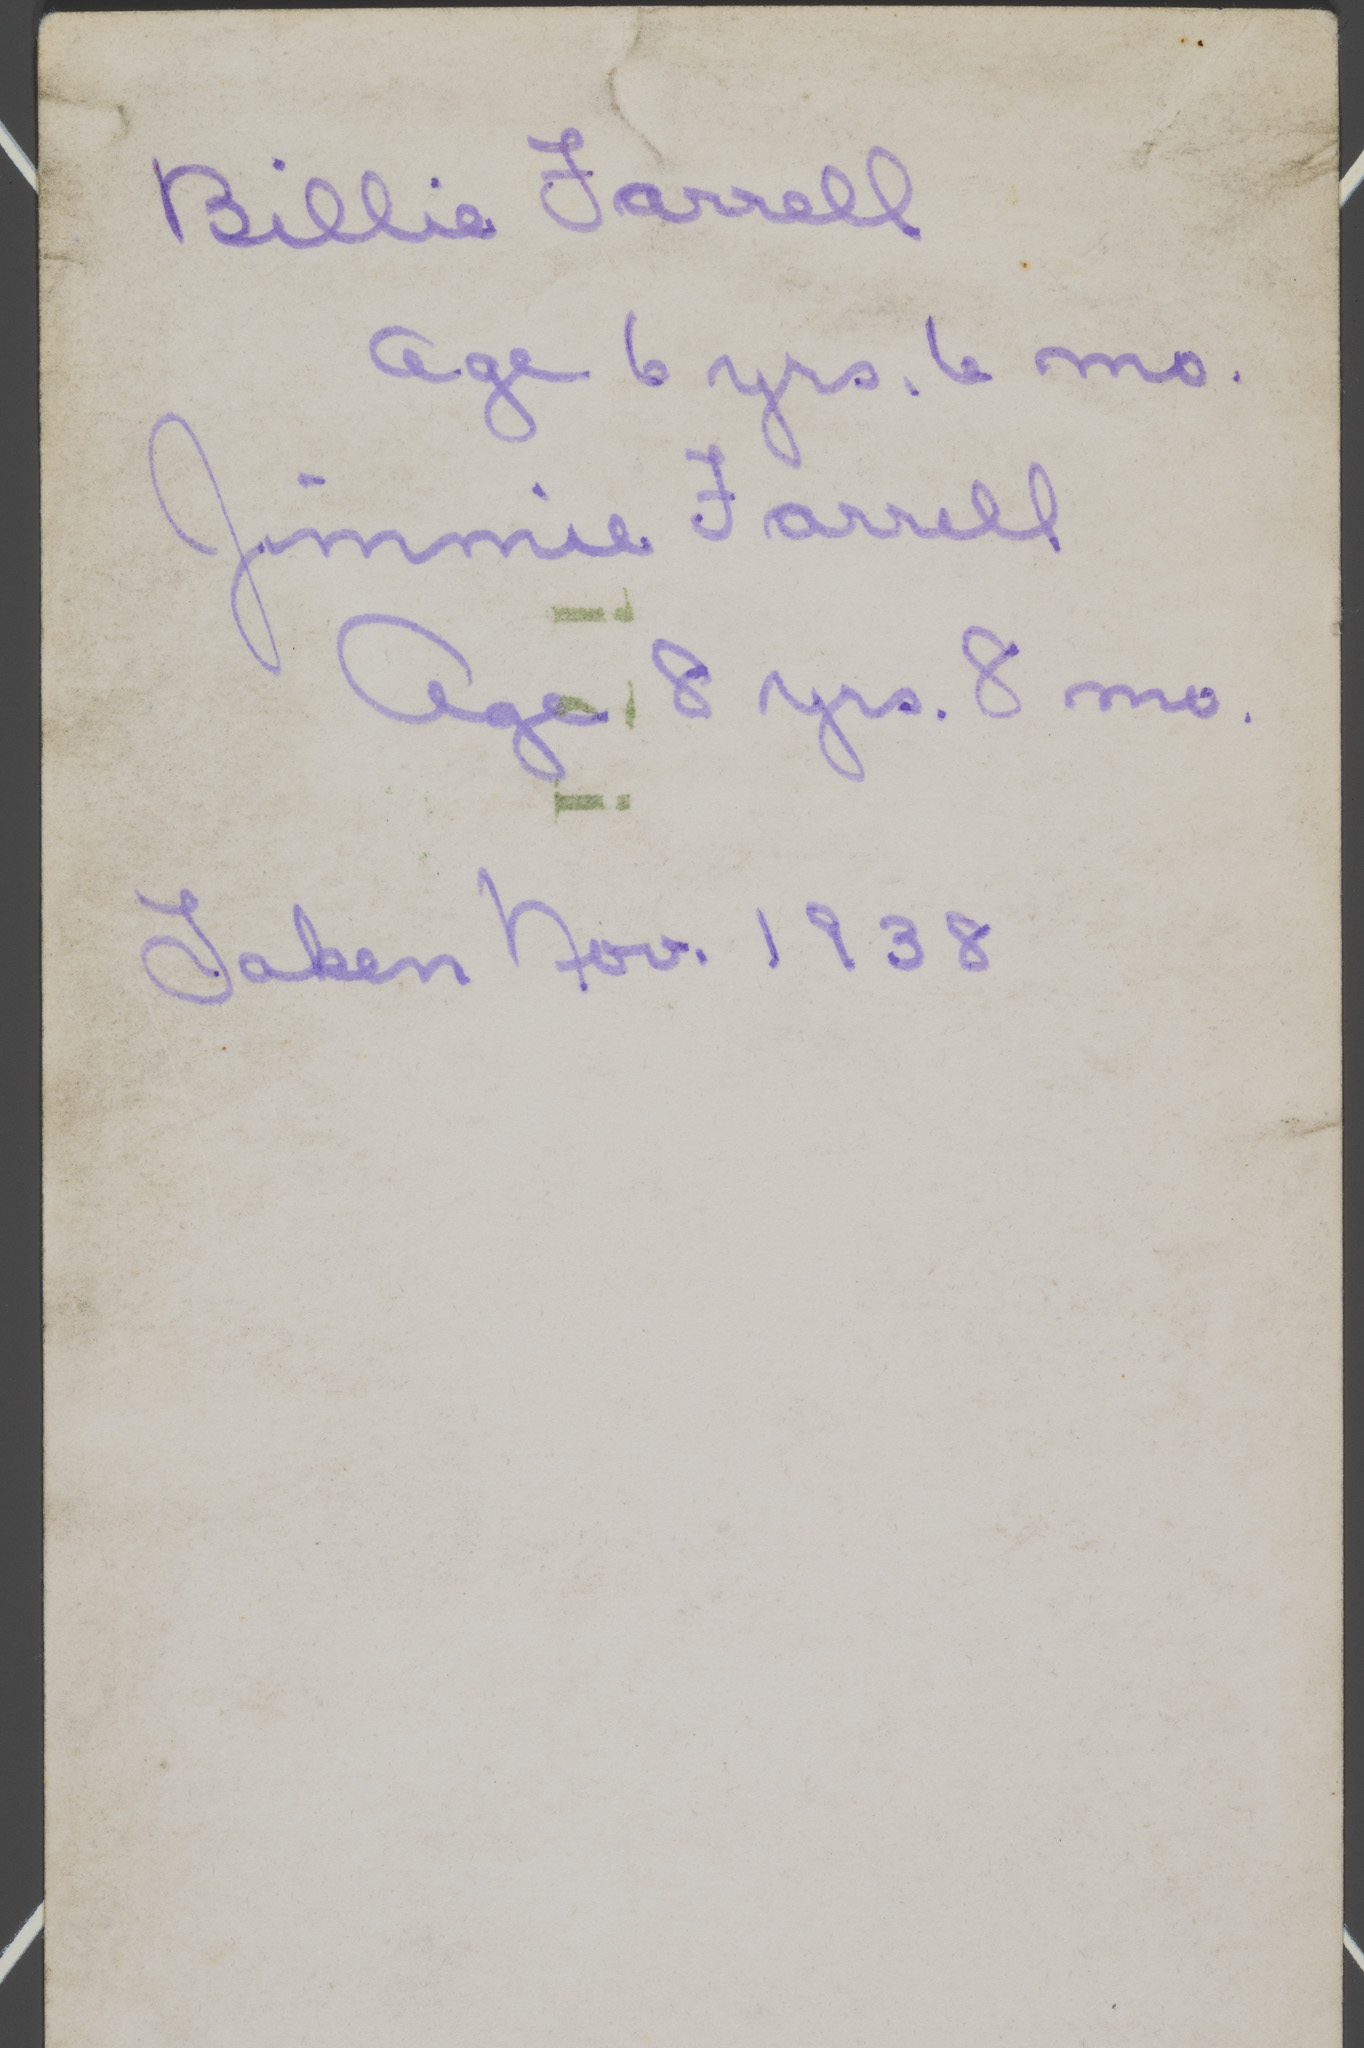 Billie Farrell
Age 6 yrs. 6 mo.
Jimmie Farrell
Age 8 yrs. 8 mo.
Taken Nov. 1938